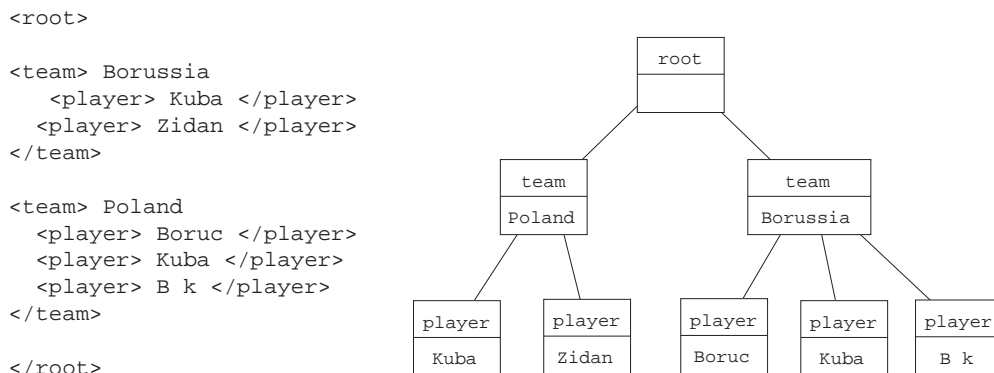 <root>
<team> Borussia
<player> Kuba </player>
<player> Zidan </player>
</team>
<team> Poland
<player> Boruc </player>
<player> Kuba </player>
<player> B k </player>
</team>
</root>
root
team
Poland
team
Borussia
player
Kuba
player
Zidan
player
Boruc
player
Kuba
player
B k